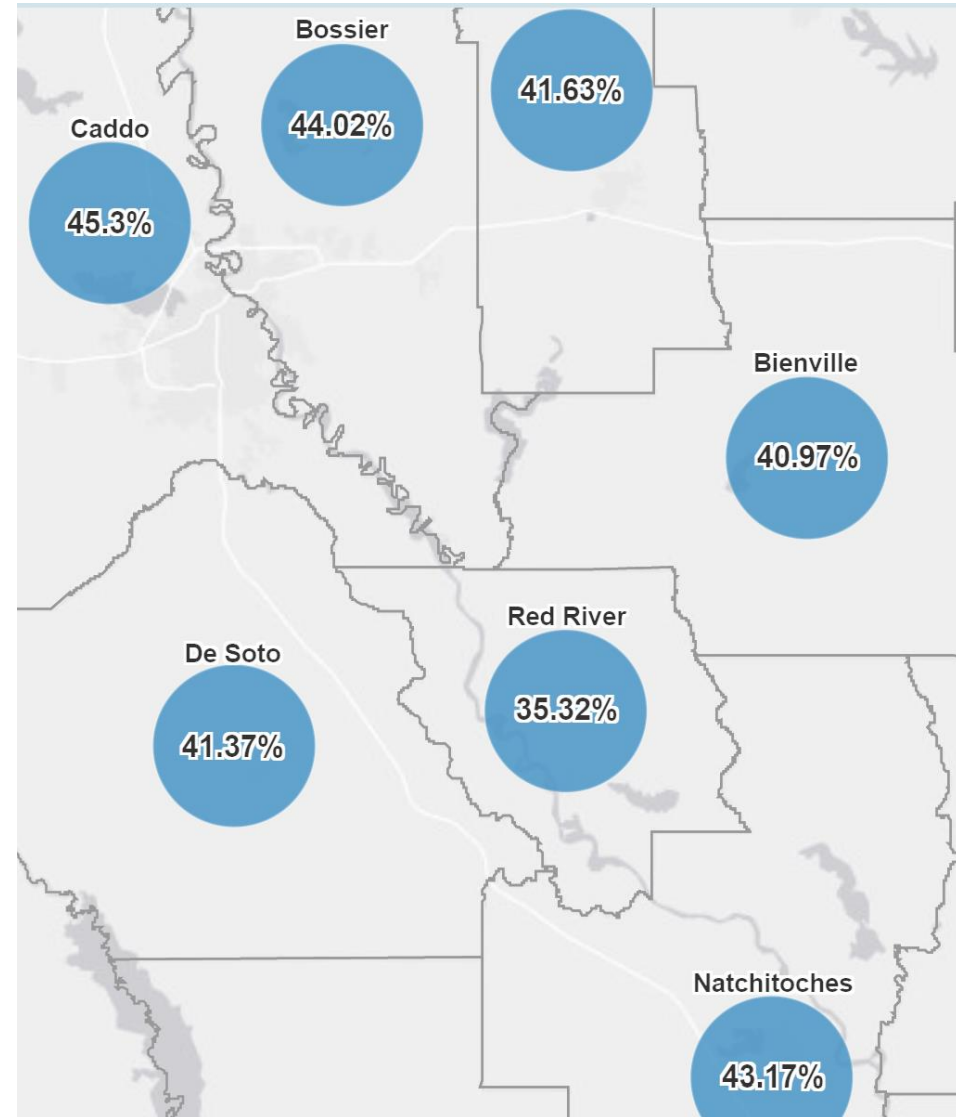 Bossier
44.02%
41.63%
Caddo
45.3%
Bienville
40.97%
Red River
35.32%
De Soto
41.37%
Natchitoches
43.17%